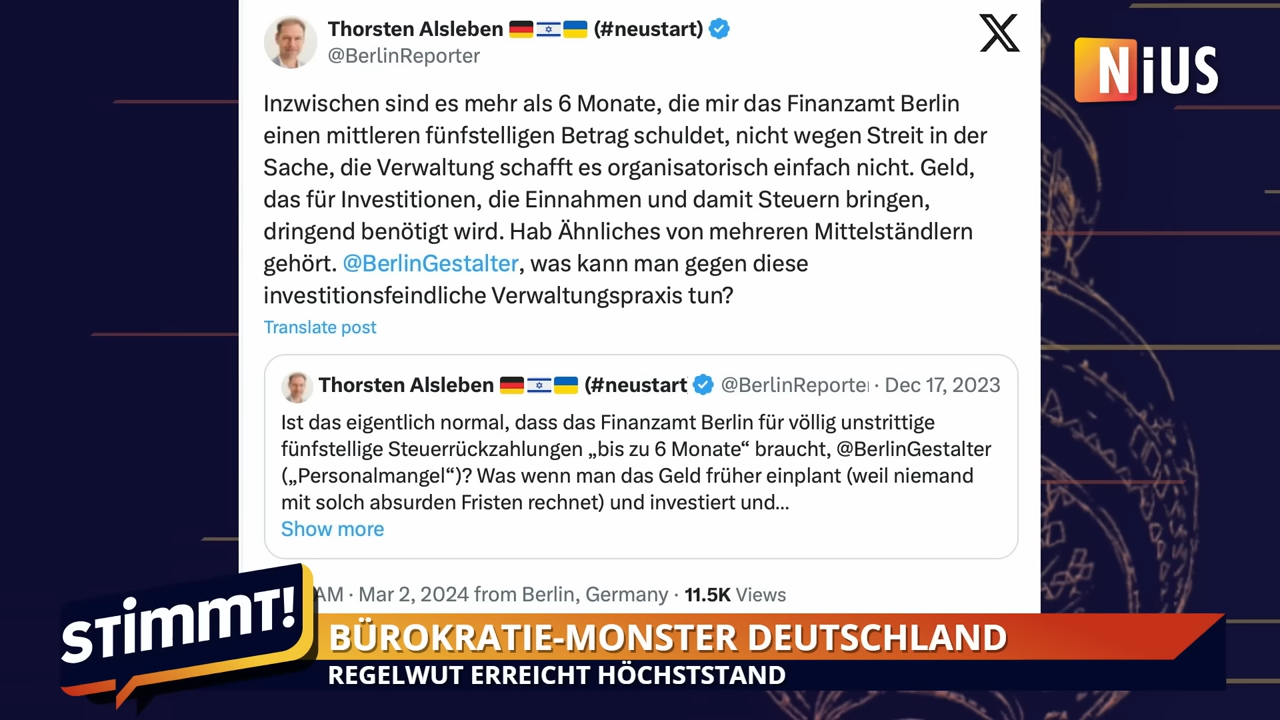 Thorsten Alsleben (#neustart)
@BerlinReporter
NiUS
Inzwischen sind es mehr als 6 Monate, die mir das Finanzamt Berlin
einen mittleren fünfstelligen Betrag schuldet, nicht wegen Streit in der
Sache, die Verwaltung schafft es organisatorisch einfach nicht. Geld,
das für Investitionen, die Einnahmen und damit Steuern bringen,
dringend benötigt wird. Hab Ähnliches von mehreren Mittelständlern
gehört. @BerlinGestalter, was kann man gegen diese
investitionsfeindliche Verwaltungspraxis tun?
Translate post
Thorsten Alsleben (#neustart @BerlinReporte · Dec 17, 2023
Ist das eigentlich normal, dass das Finanzamt Berlin für völlig unstrittige
fünfstellige Steuerrückzahlungen „bis zu 6 Monate“ braucht, @BerlinGestalter
(„Personalmangel“)? Was wenn man das Geld früher einplant (weil niemand
mit solch absurden Fristen rechnet) und investiert und...
Show more
AM · Mar 2, 2024 from Berlin, Germany · 11.5K Views
STIMMT!
BÜROKRATIE-MONSTER DEUTSCHLAND
REGELWUT ERREICHT HÖCHSTSTAND